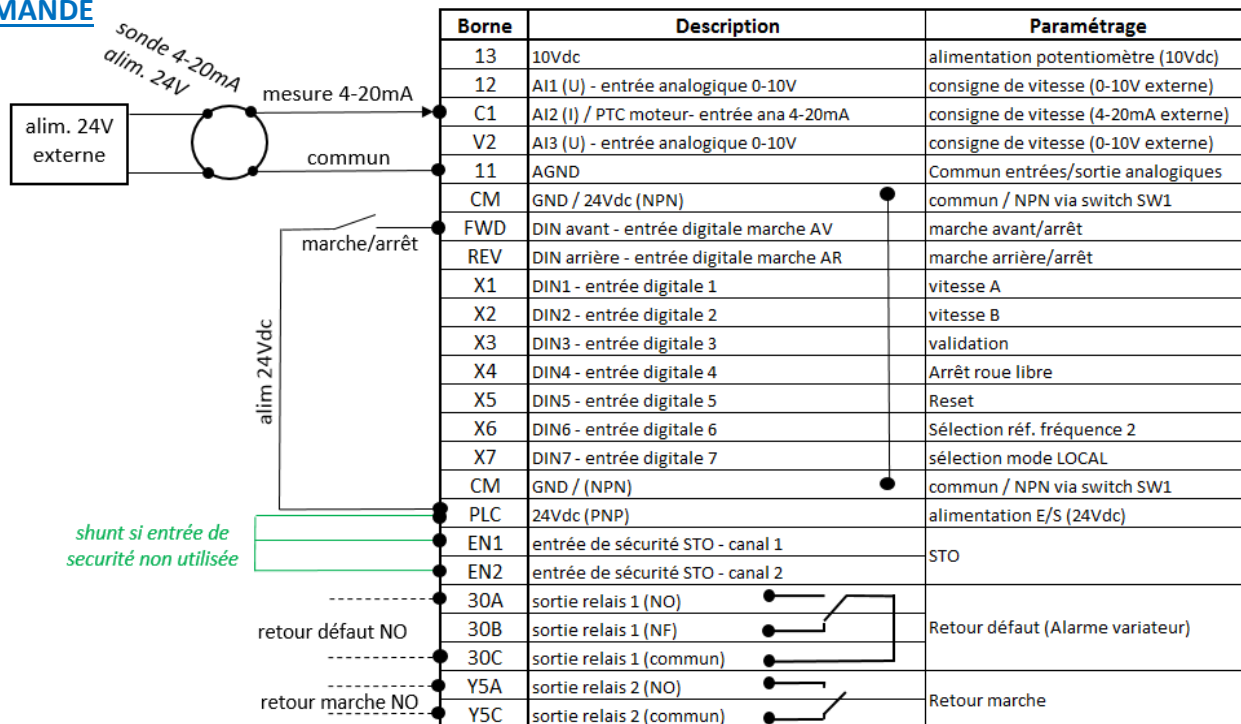 MANDE
sonde 4-20mA
alim. 24V
mesure 4-20mA
alim. 24V
externe
commun
marche/arrêt
alim 24Vdc
shunt si entrée de
securité non utilisée
retour défaut NO
retour marche NO
Borne Description Paramétrage
13 10Vdc alimentation potentiomètre (10Vdc)
12 AI1 (U) - entrée analogique 0-10V consigne de vitesse (0-10V externe)
C1 AI2 (I) / PTC moteur- entrée ana 4-20mA consigne de vitesse (4-20mA externe)
V2 AI3 (U) - entrée analogique 0-10V consigne de vitesse (0-10V externe)
11 AGND Commun entrées/sortie analogiques
CM GND / 24Vdc (NPN) commun / NPN via switch SW1
FWD DIN avant - entrée digitale marche AV marche avant/arrêt
REV DIN arrière - entrée digitale marche AR marche arrière/arrêt
X1 DIN1 - entrée digitale 1 vitesse A
X2 DIN2 - entrée digitale 2 vitesse B
X3 DIN3 - entrée digitale 3 validation
X4 DIN4 - entrée digitale 4 Arrêt roue libre
X5 DIN5 - entrée digitale 5 Reset
X6 DIN6 - entrée digitale 6 Sélection réf. fréquence 2
X7 DIN7 - entrée digitale 7 sélection mode LOCAL
CM GND / (NPN) commun / NPN via switch SW1
PLC 24Vdc (PNP) alimentation E/S (24Vdc)
EN1 entrée de sécurité STO - canal 1
STO
EN2 entrée de sécurité STO - canal 2
30A sortie relais 1 (NO)
30B sortie relais 1 (NF) Retour défaut (Alarme variateur)
30C sortie relais 1 (commun)
Y5A sortie relais 2 (NO)
Retour marche
Y5C sortie relais 2 (commun)